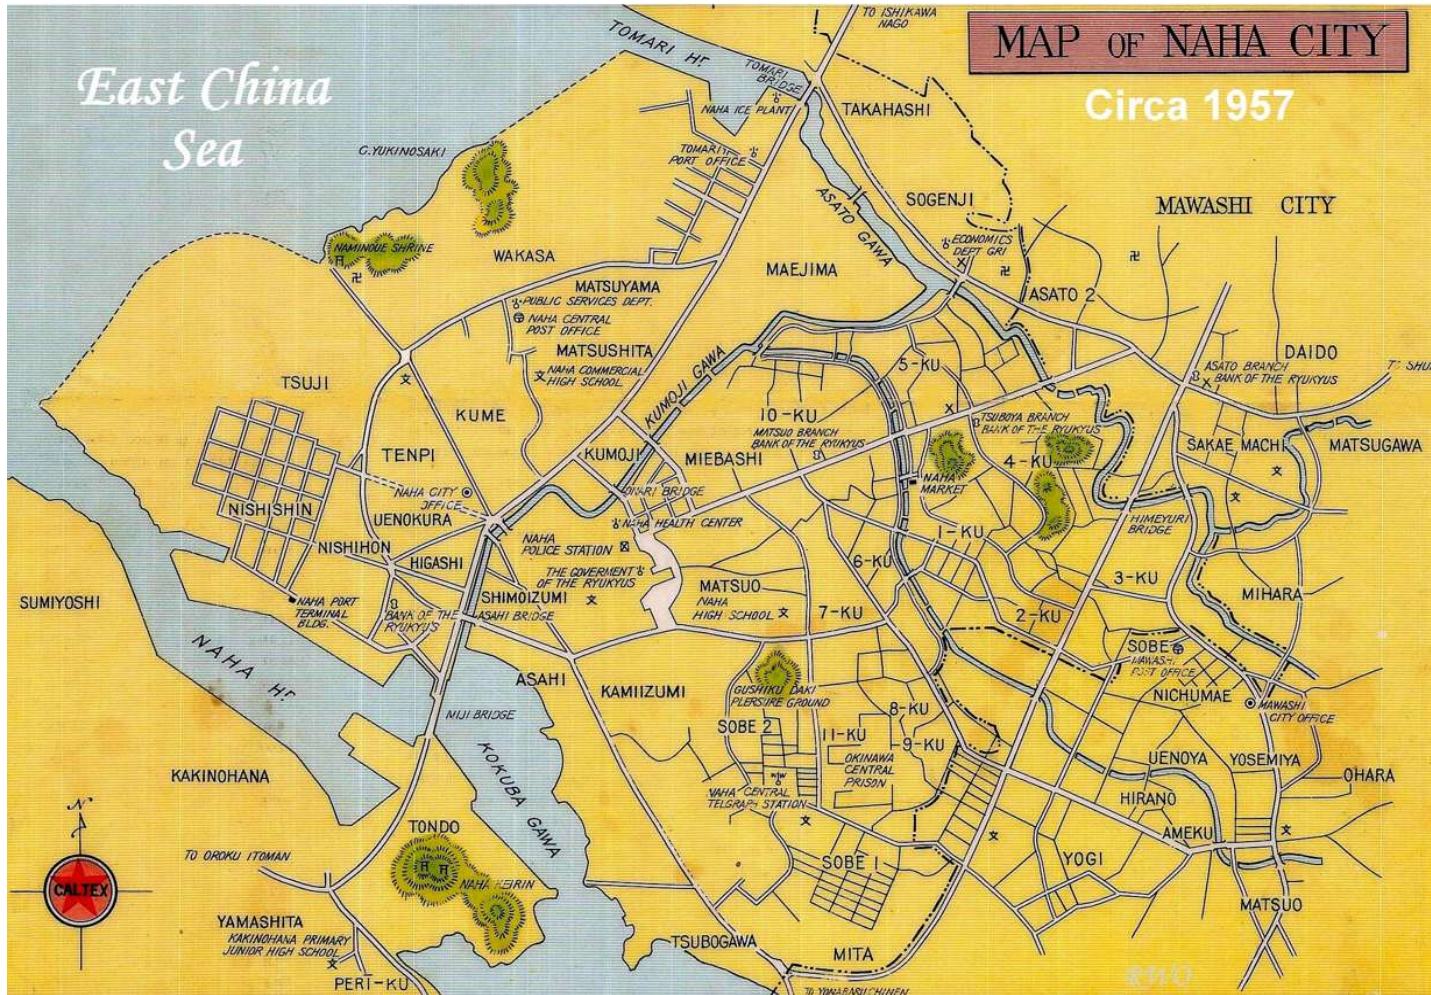 MAP OF NAHA CITY
Circa 1957
East China
Sea
TO ISHIKAWA
NAGO
TOMARI Hr.
TOMARI
BRIDGE
NAHA ICE PLANT
TAKAHASHI
C.YUKINOSAKI
TOMARI
PORT OFFICE
ASATO GAWA
SOGENJI
MAWASHI CITY
NAMINOUE SHRINE
WAKASA
ECONOMICS
DEPT GRI
MAEJIMA
MATSUYAMA
PUBLIC SERVICES DEPT.
NAHA CENTRAL
POST OFFICE
ASATO 2
MATSUSHITA
DAIDO
NAHA COMMERCIAL
HIGH SCHOOL
KUMOJI GAWA
5-KU
ASATO BRANCH
BANK OF THE RYUKYUS
TO SHU
TSUJI
KUME
10-KU
MATSUO BRANCH
BANK OF THE RYUKYUS
TSUBOYA BRANCH
BANK OF THE RYUKYUS
SAKAE MACHI
MATSUGAWA
TENPI
KUMOJI
MIEBASHI
4-KU
NAHA
MARKET
NAHA CITY
OFFICE
BRIDGE
NISHISHIN
UENOKURA
NAHA HEALTH CENTER
HIMEYURI
BRIDGE
1-KU
NISHIHON
HIGASHI
NAHA
POLICE STATION
THE GOVERMENT
OF THE RYUKYUS
6-KU
3-KU
SUMIYOSHI
NAHA PORT
TERMINAL
BLDG.
BANK OF THE
RYUKYUS
SHIMOIZUMI
ASAHI BRIDGE
MATSUO
NAHA
HIGH SCHOOL
7-KU
2-KU
MIHARA
NAHA Hr.
SOBE
POST OFFICE
ASAHI
KAMIIZUMI
GUSHIKU DAKI
PLERSURE GROUND
NICHUMAE
MAWASHI
CITY OFFICE
MIJI BRIDGE
8-KU
SOBE 2
11-KU
9-KU
KOKUBA GAWA
OKINAWA
CENTRAL
PRISON
UENOYA
YOSEMIYA
KAKINOHANA
OHARA
NAHA CENTRAL
TELGRAPH STATION
HIRANO
N
TONDO
AMEKU
TO OROKU ITOMAN
SOBE 1
YOGI
CALTEX
NAHA KEIRIN
MATSUO
YAMASHITA
KAKINOHANA PRIMARY
JUNIOR HIGH SCHOOL
TSUBOGAWA
MITA
PERI-KU